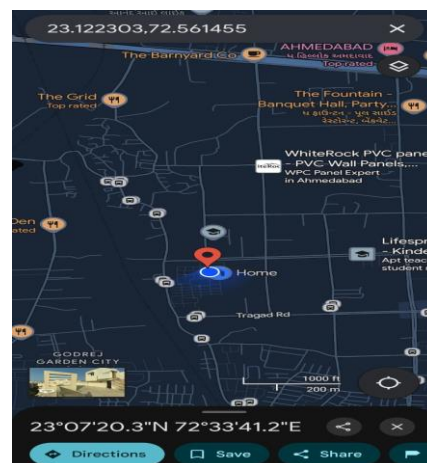 23.122303,72.561455
AHMEDABAD
Top rated
The Barnyard Co
The Grid
Top rated
The Fountain -
Banquet Hall, Party...
WhiteRock PVC pane
- PVC Wall Panels,...
WPC Panel Expert
in Ahmedabad
Den
ated
Lifespr
- Kinde
Apt teac
student
Home
Tragad Rd
GODREJ
GARDEN CITY
1000 ft
200 m
23°07'20.3"N 72°33'41.2"E
Directions
Save
Share